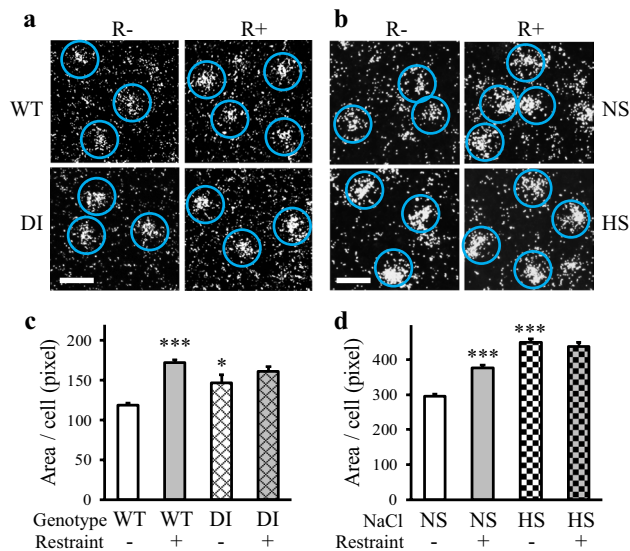 a R- R+
b R- R+
WT
NS
DI
HS
c
Area / cell (pixel)
200
150
100
50
0
***
*
Genotype WT WT DI DI
Restraint - + - +
d
Area / cell (pixel)
400
300
200
100
0
***
***
NaCl NS NS HS HS
Restraint - + - +